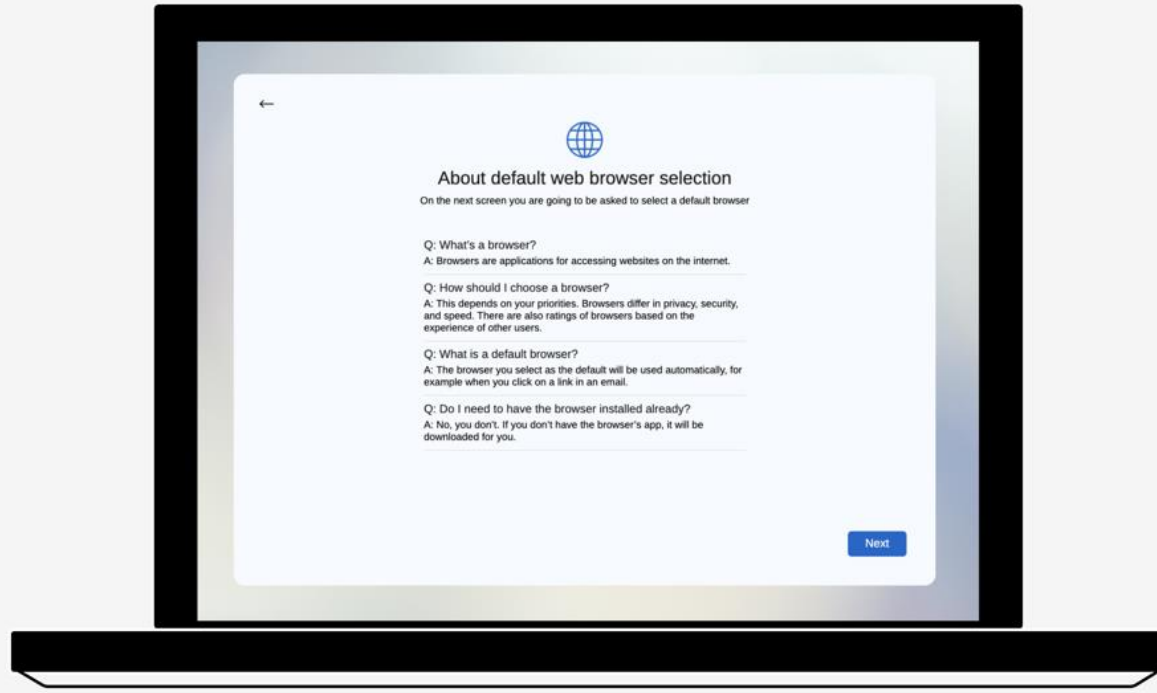 About default web browser selection
On the next screen you are going to be asked to select a default browser
Q: What's a browser?
A: Browsers are applications for accessing websites on the internet.
Q: How should I choose a browser?
A: This depends on your priorities. Browsers differ in privacy, security,
and speed. There are also ratings of browsers based on the
experience of other users.
Q: What is a default browser?
A: The browser you select as the default will be used automatically, for
example when you click on a link in an email.
Q: Do I need to have the browser installed already?
A: No, you don't. If you don't have the browser's app, it will be
downloaded for you.
Next